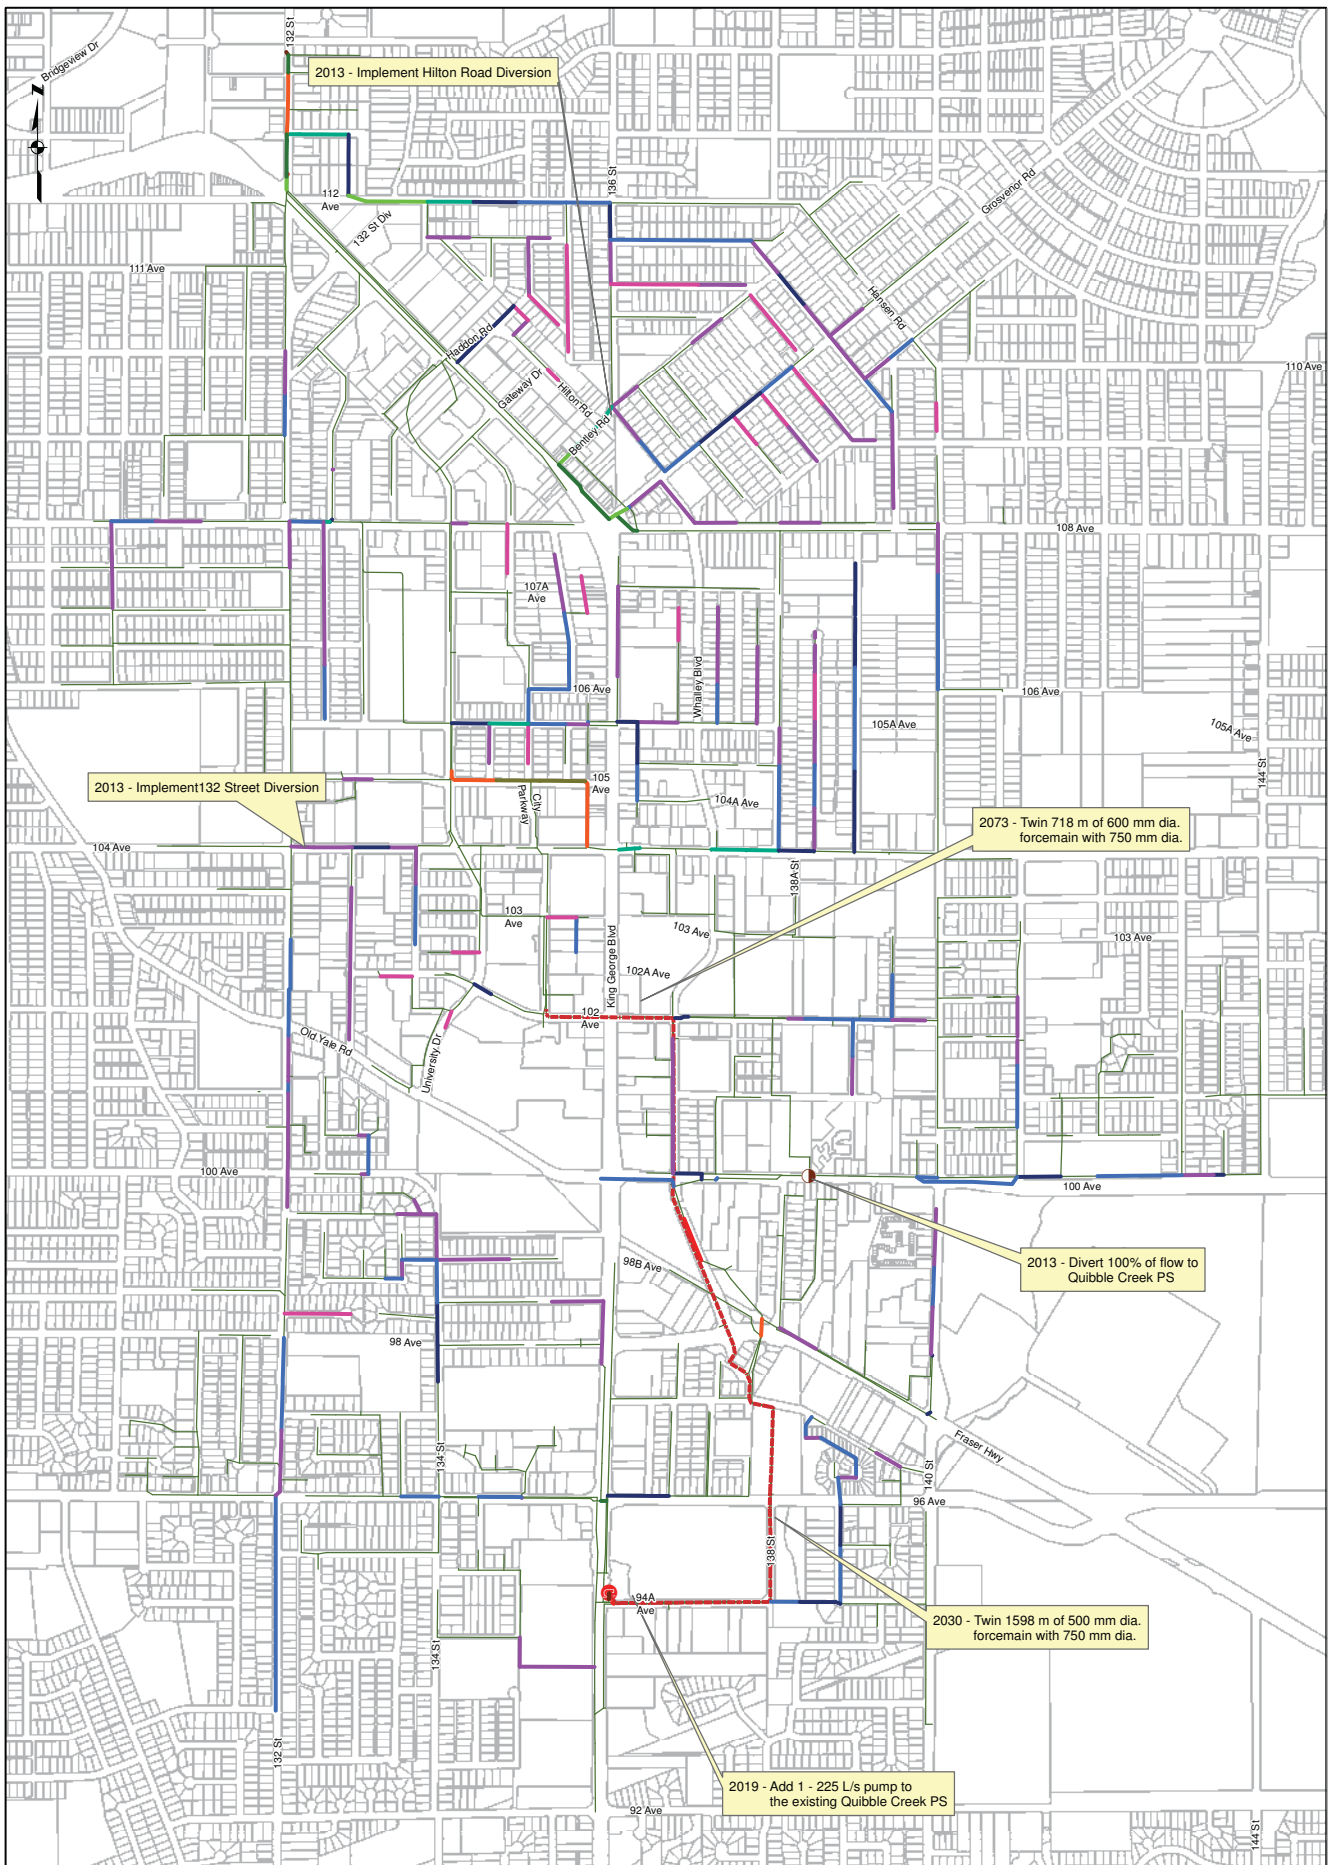 132 St
Bridgeview Dr
2013 - Implement Hilton Road Diversion
Z
136 St
Grosvenor Rd
112
Ave
132 St Div
111 Ave
Hansen Rd
Haddon Rd
110 Ave
Gateway Dr
Hilton Rd
Bentley Rd
108 Ave
107A
Ave
Whalley Blvd
106 Ave
106 Ave
105A Ave
105A Ave
144 St
105
Ave
2013 - Implement132 Street Diversion
City
Parkway
104A Ave
2073 - Twin 718 m of 600 mm dia.
forcemain with 750 mm dia.
104 Ave
138A St
103
Ave
103 Ave
103 Ave
King George Blvd
102A Ave
102
Ave
Old Yale Rd
University Dr
100 Ave
100 Ave
98B Ave
2013 - Divert 100% of flow to
Quibble Creek PS
98 Ave
Fraser Hwy
134 St
140 St
96 Ave
138 St
94A
Ave
2030 - Twin 1598 m of 500 mm dia.
forcemain with 750 mm dia.
134 St
132 St
2019 - Add 1 - 225 L/s pump to
the existing Quibble Creek PS
92 Ave
144 St